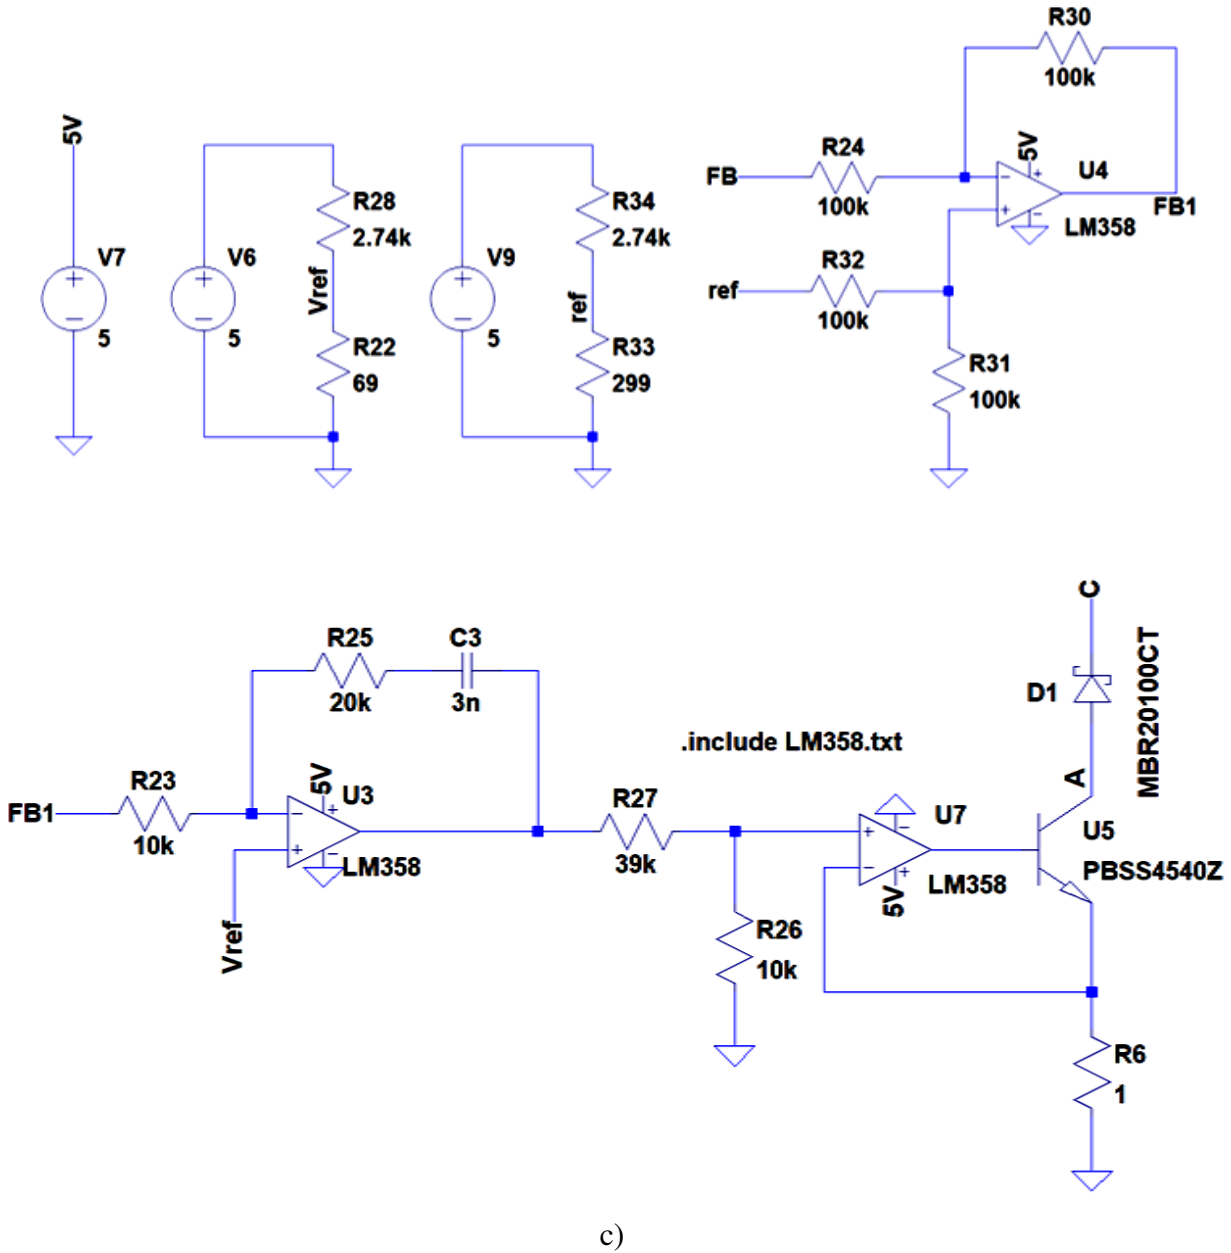 5V
V7
+
−
5
V6
+
−
5
R28
2.74k
Vref
R22
69
V9
+
−
5
R34
2.74k
ref
R33
299
R30
100k
FB
R24
100k
5V
U4
−
+
+
−
LM358
FB1
ref
R32
100k
R31
100k
R25
20k
C3
3n
FB1
R23
10k
5V
U3
−
+
+
−
LM358
Vref
.include LM358.txt
R27
39k
R26
10k
U7
+
−
−
+
5V
LM358
C
D1
MBR20100CT
A
U5
PBSS4540Z
R6
1
c)